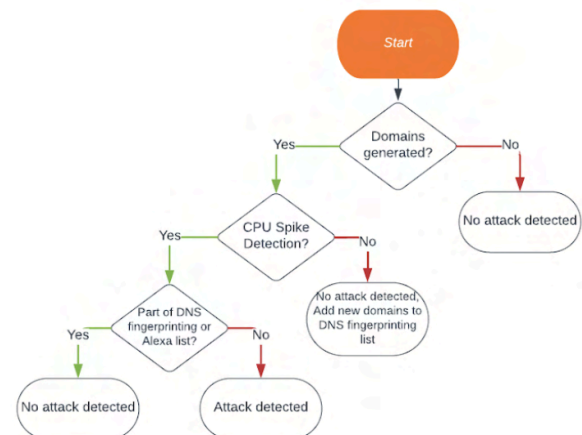 Start
Domains
generated?
Yes
No
No attack detected
CPU Spike
Detection?
Yes
No
No attack detected,
Add new domains to
DNS fingerprinting
list
Part of DNS
fingerprinting or
Alexa list?
Yes
No
No attack detected
Attack detected